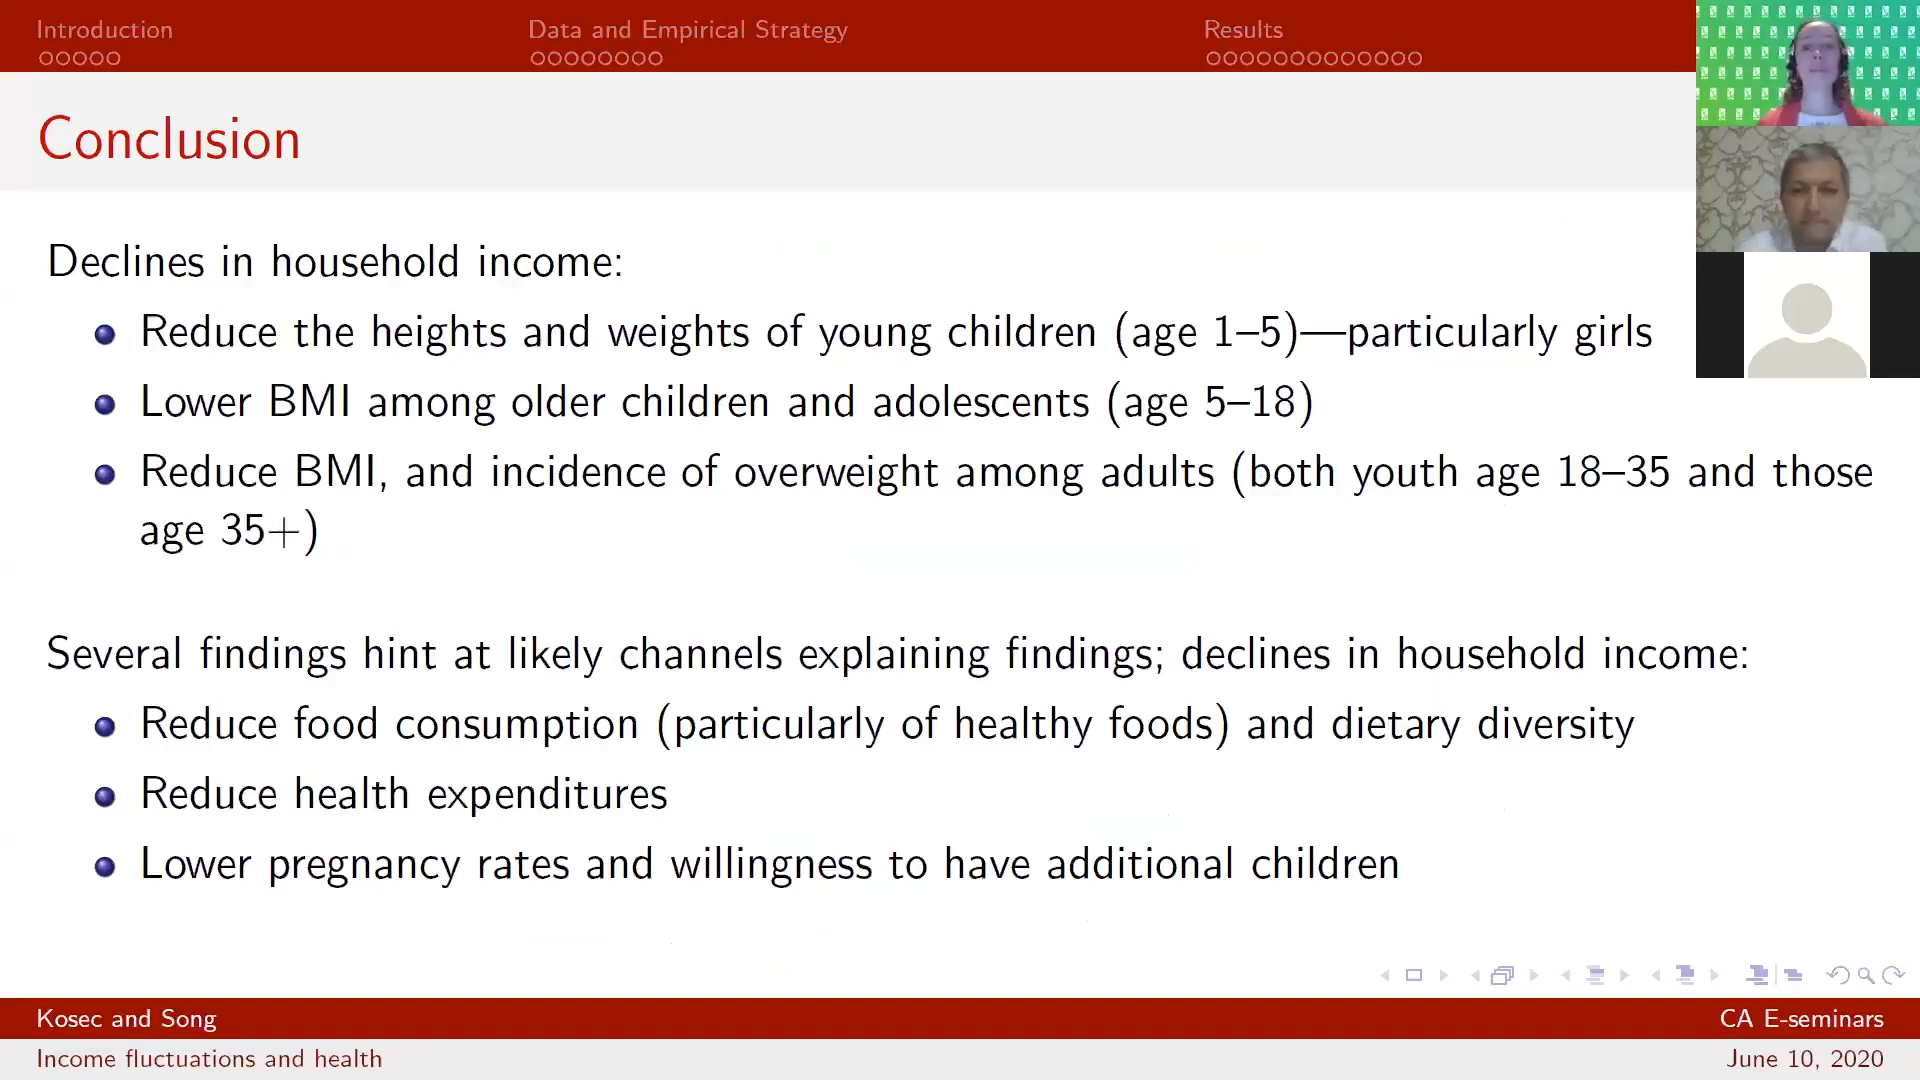 Introduction
Data and Empirical Strategy
Results
Conclusion
Declines in household income:
Reduce the heights and weights of young children (age 1–5)—particularly girls
Lower BMI among older children and adolescents (age 5–18)
Reduce BMI, and incidence of overweight among adults (both youth age 18–35 and those
age 35+)
Several findings hint at likely channels explaining findings; declines in household income:
Reduce food consumption (particularly of healthy foods) and dietary diversity
Reduce health expenditures
Lower pregnancy rates and willingness to have additional children
Kosec and Song
CA E-seminars
Income fluctuations and health
June 10, 2020